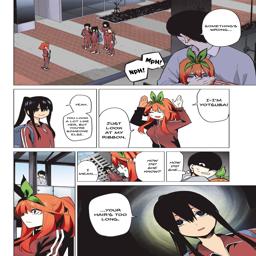 SOMETHING'S
WRONG...
MPH!
MPH!
I-I'M
YOTSUBA!
JUST
LOOK
AT MY
RIBBON.
YEAH.
YOU LOOK
A LOT LIKE
HER, BUT
YOU'RE
SOMEONE
ELSE.
HOW
DID
SHE...
HOW DID
SHE
KNOW?
I
MEAN...
...YOUR
HAIR'S TOO
LONG.